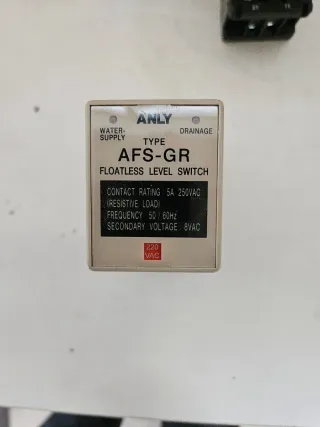 ANLY
WATER-
SUPPLY
DRAINAGE
TYPE
AFS-GR
FLOATLESS LEVEL SWITCH
CONTACT RATING : 5A 250VAC
(RESISTIVE LOAD)
FREQUENCY : 50 / 60Hz
SECONDARY VOLTAGE : 8VAC
220
VAC